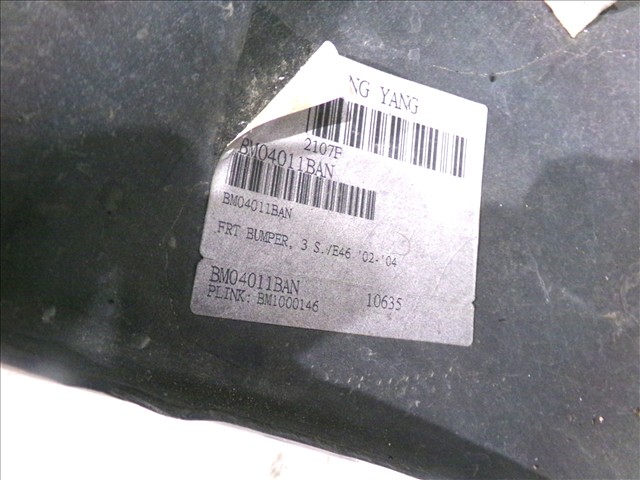 NG YANG
2107F
BM04011BAN
BM04011BAN
FRT BUMPER, 3 S./E46 '02-'04
BM04011BAN
PLINK: BM1000146 10635